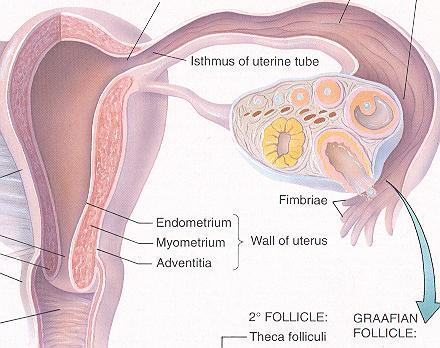 Isthmus of uterine tube
Fimbriae
Endometrium
Myometrium
Adventitia
Wall of uterus
2° FOLLICLE:
Theca folliculi
GRAAFIAN
FOLLICLE: